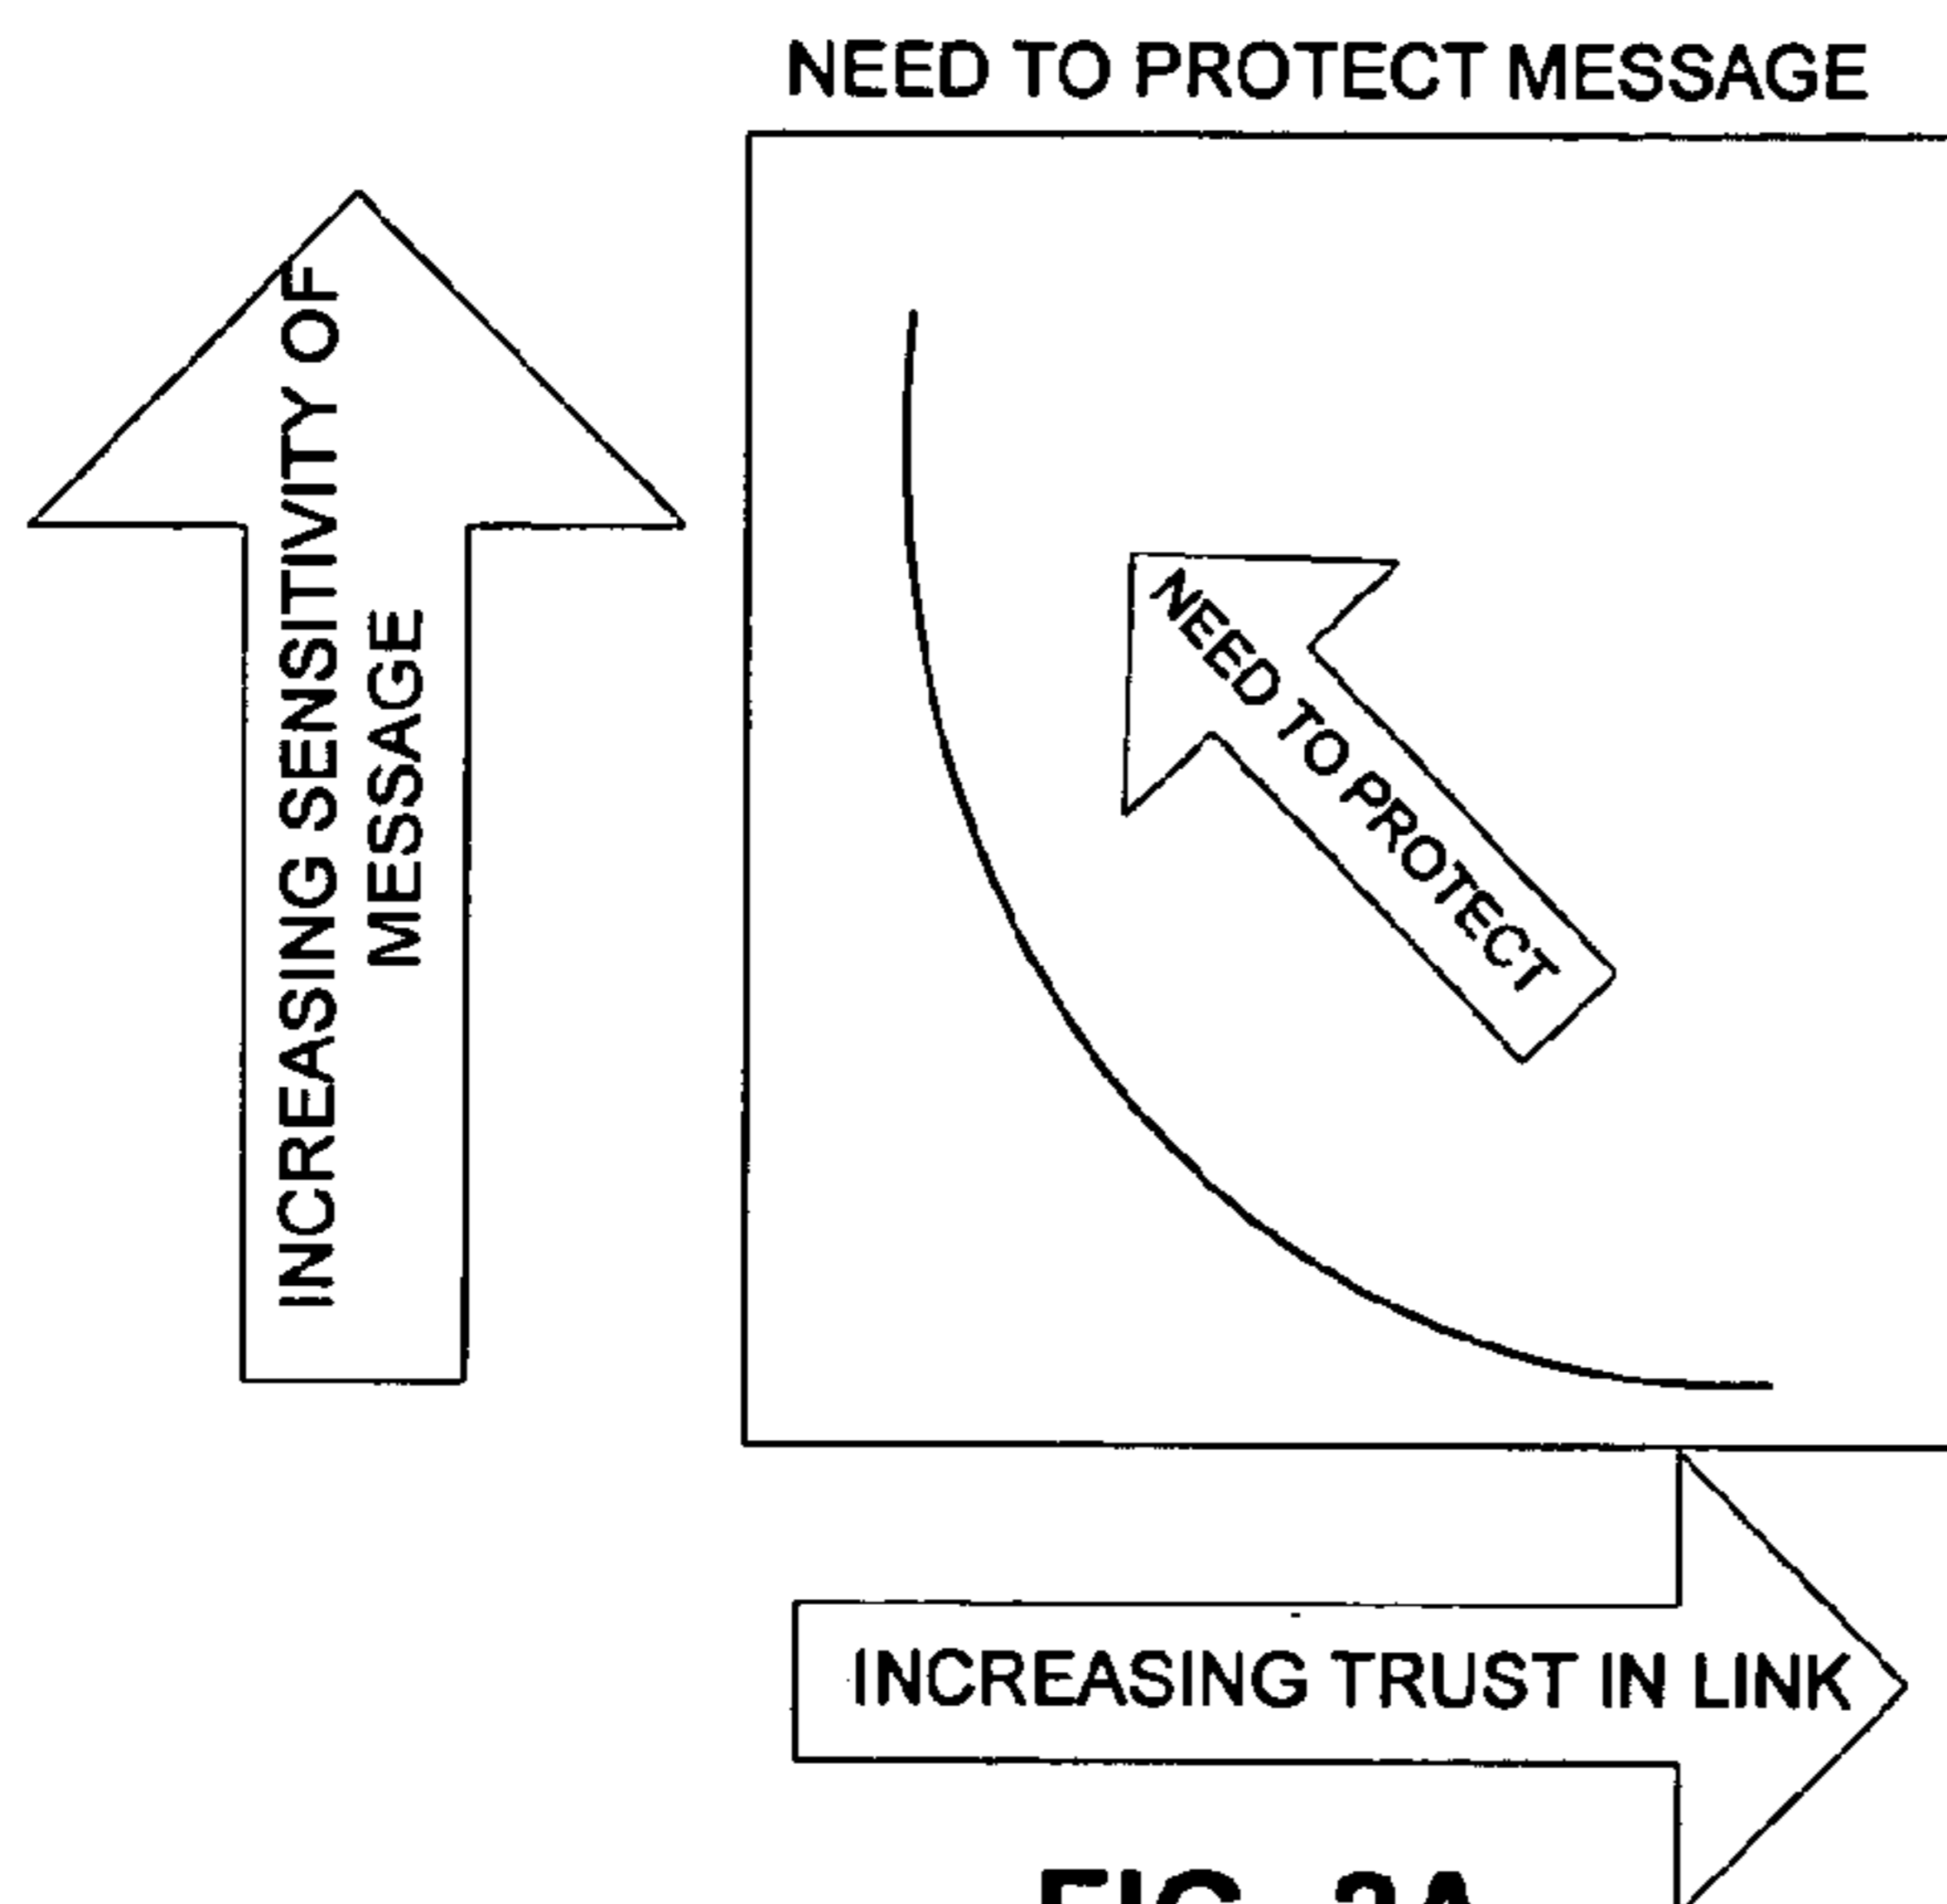 NEED TO PROTECT MESSAGE
INCREASING SENSITIVITY OF
MESSAGE
NEED TO PROTECT
INCREASING TRUST IN LINK